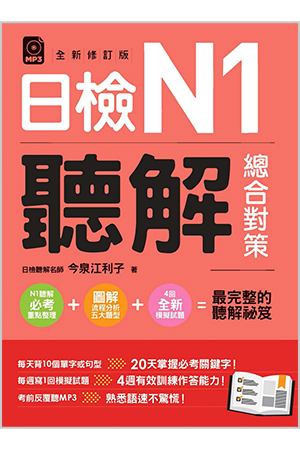 MP3
全新修訂版
日檢N1
聽解
總合對策
日檢聽解名師 今泉江利子 著
N1聽解
必考
重點整理
+
圖解
流程分析
五大題型
+
4回
全新
模擬試題
=
最完整的
聽解祕笈
每天背10個單字或句型 20天掌握必考關鍵字!
每週寫1回模擬試題 4週有效訓練作答能力!
考前反覆聽MP3 熟悉語速不驚慌!